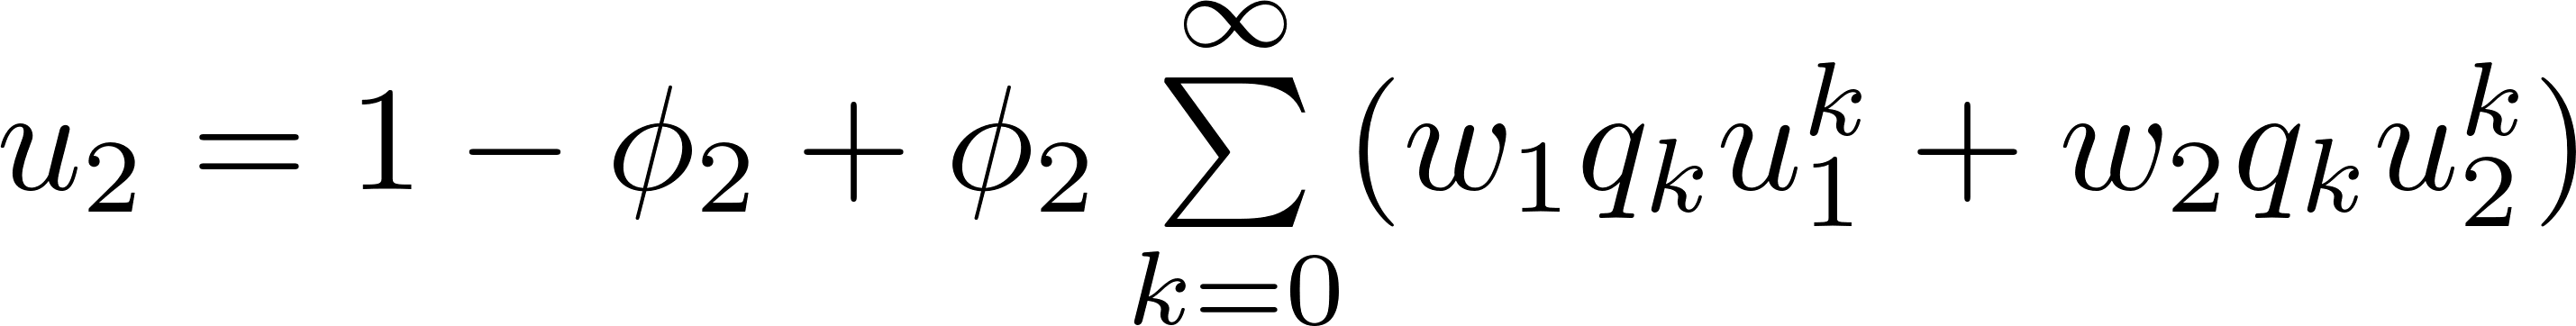 u_2 = 1 - \phi_2 + \phi_2 \sum_{k=0}^{\infty} (w_1 q_k u_1^k + w_2 q_k u_2^k)